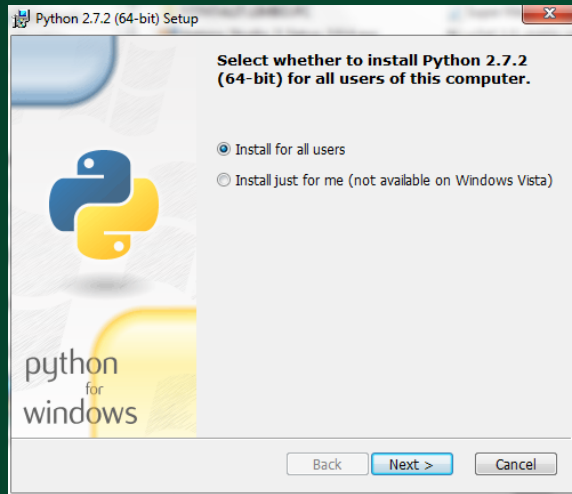 Python 2.7.2 (64-bit) Setup
Select whether to install Python 2.7.2
(64-bit) for all users of this computer.
Install for all users
Install just for me (not available on Windows Vista)
python
for
windows
Back
Next >
Cancel